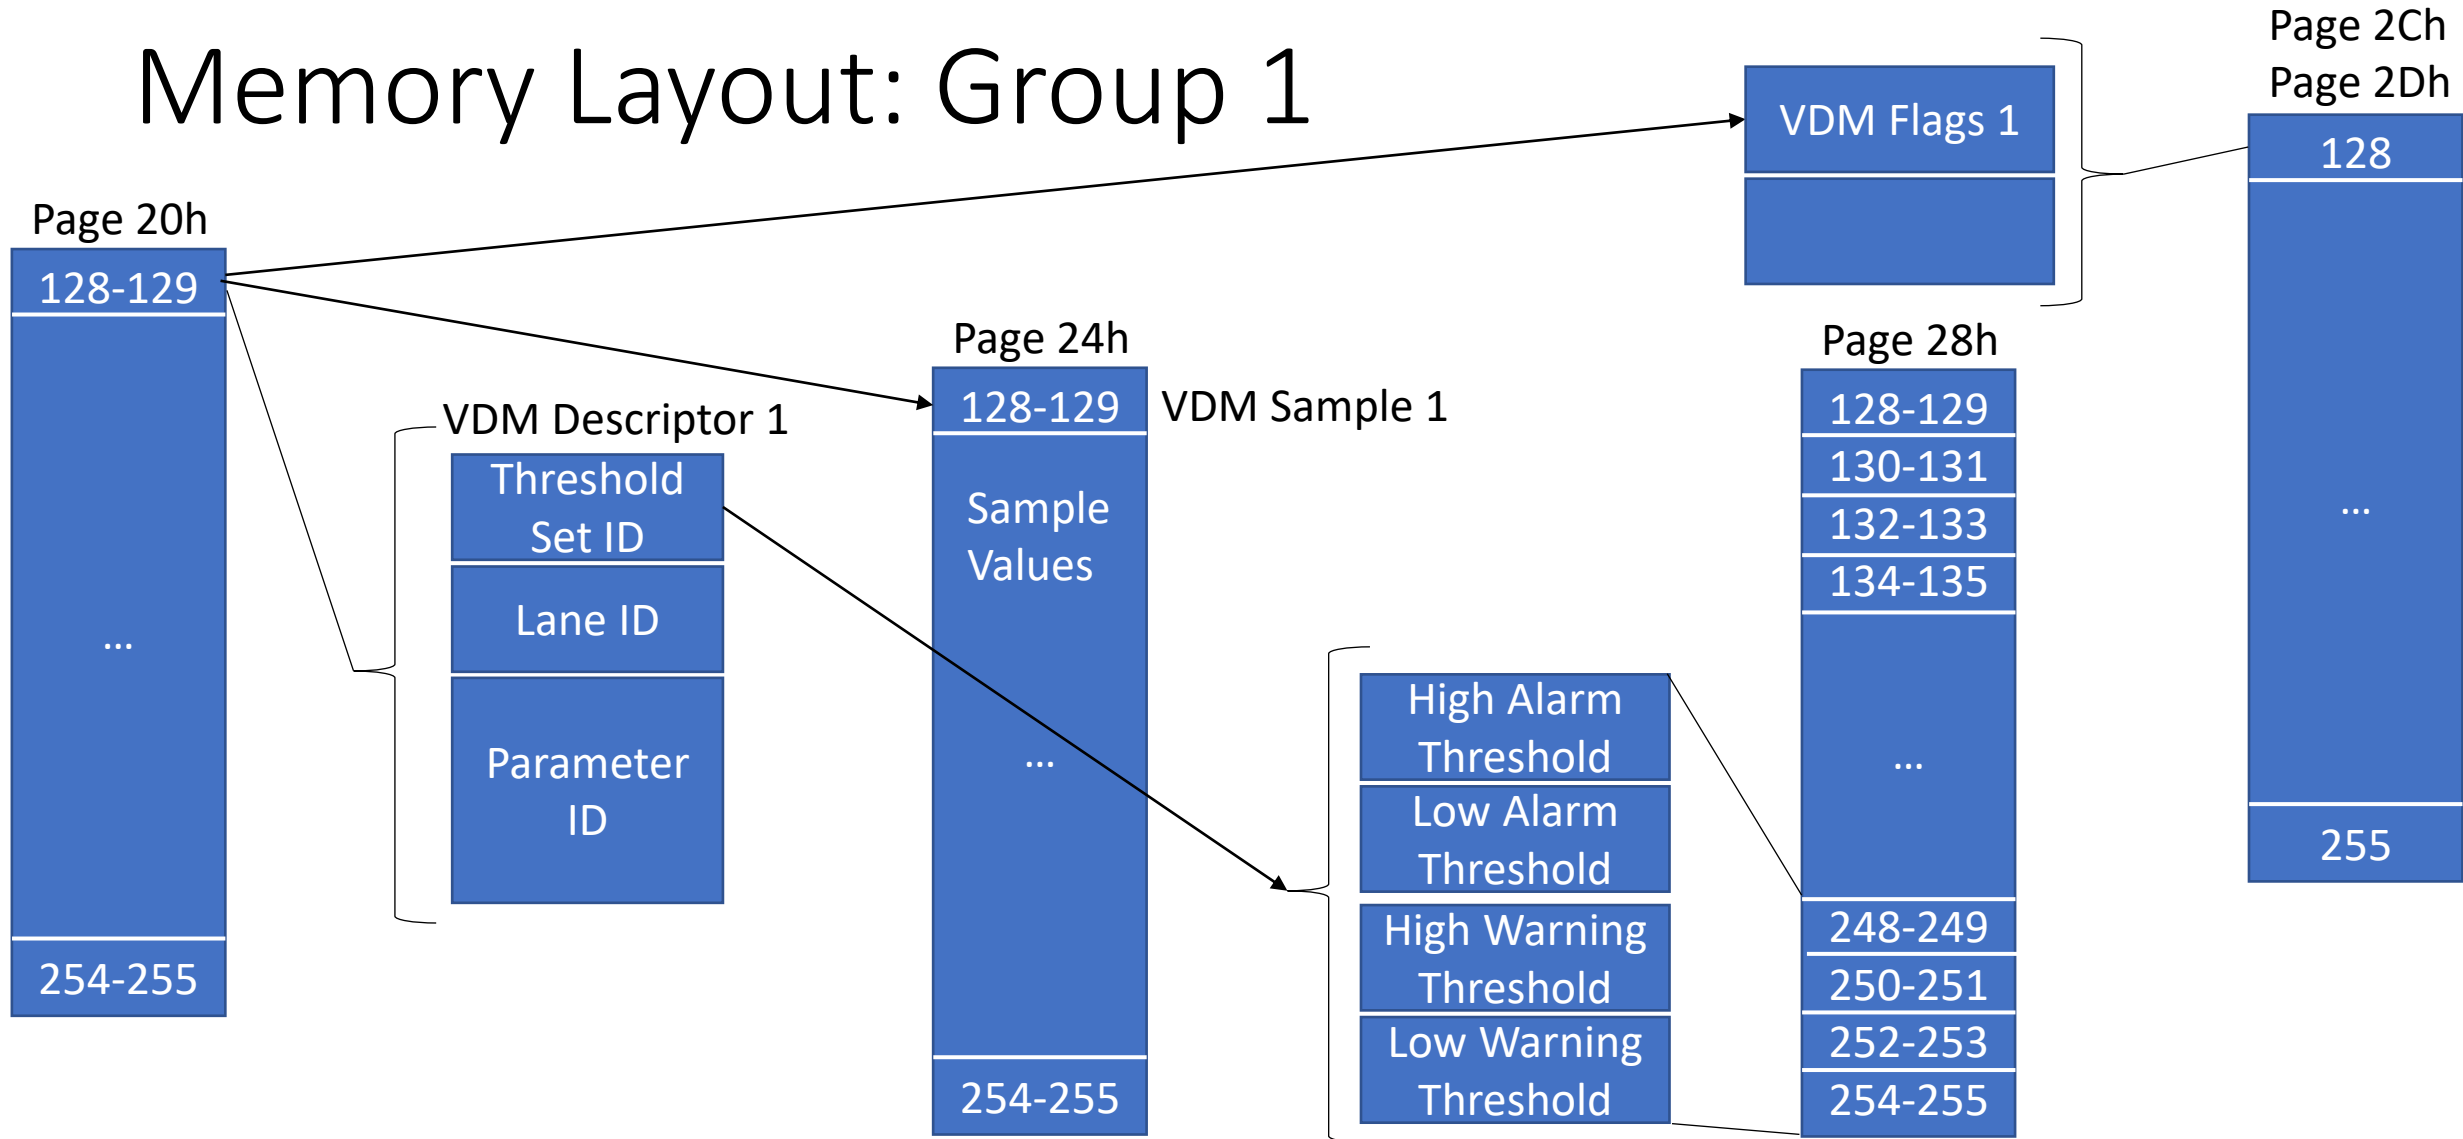 Memory Layout: Group 1
Page 2Ch
Page 2Dh
128
...
255
VDM Flags 1
Page 20h
128-129
...
254-255
VDM Descriptor 1
Threshold
Set ID
Lane ID
Parameter
ID
Page 24h
128-129
VDM Sample 1
Sample
Values
...
254-255
High Alarm
Threshold
Low Alarm
Threshold
High Warning
Threshold
Low Warning
Threshold
Page 28h
128-129
130-131
132-133
134-135
...
248-249
250-251
252-253
254-255